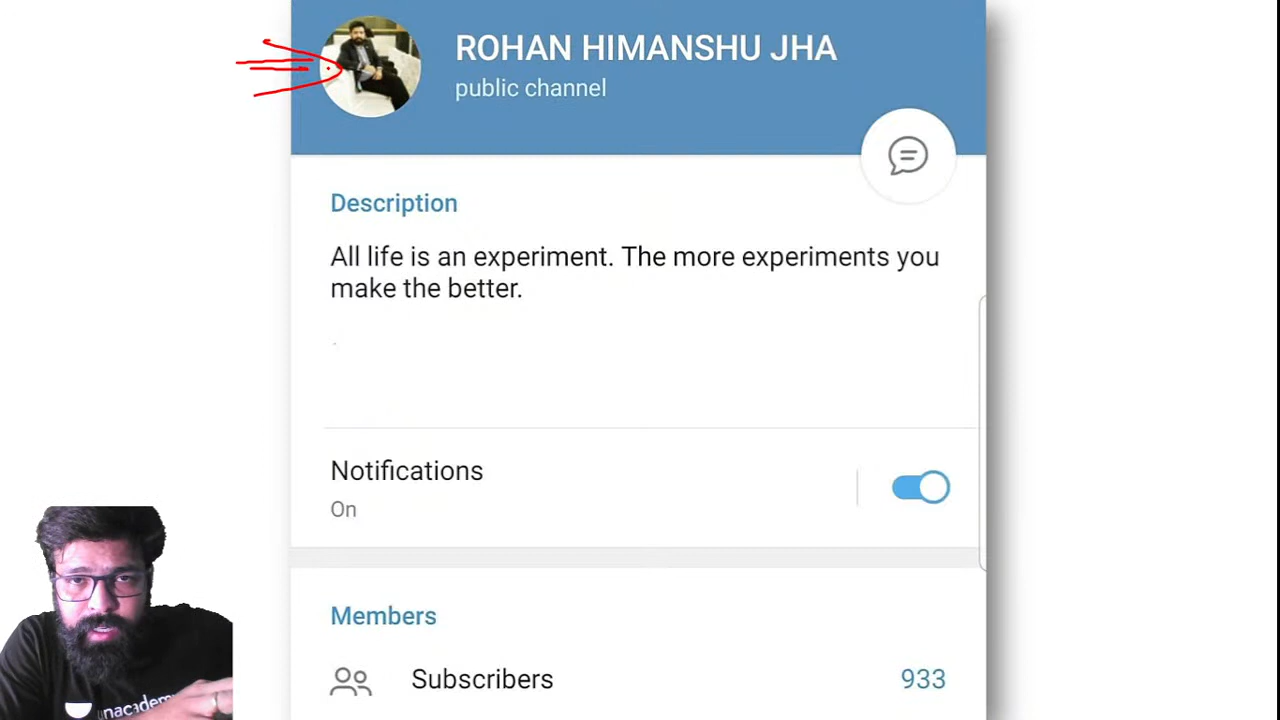 ROHAN HIMANSHU JHA
public channel
Description
All life is an experiment. The more experiments you
make the better.
Notifications
On
Members
Subscribers 933
unacademy